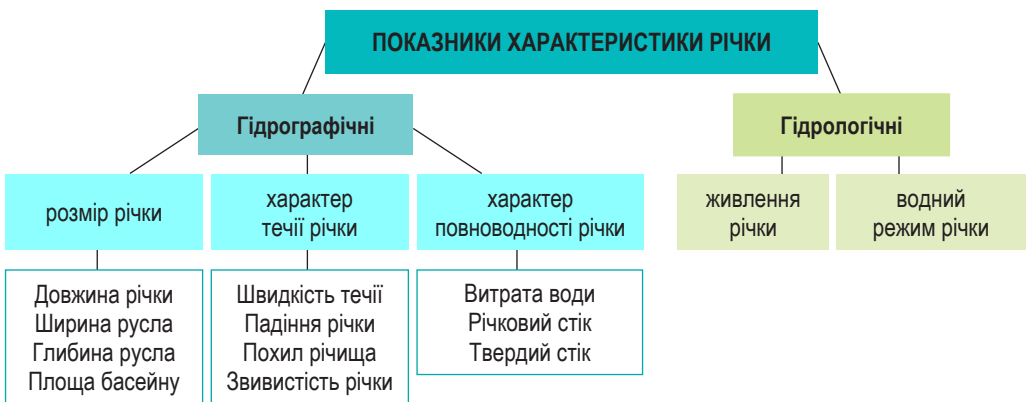 ПОКАЗНИКИ ХАРАКТЕРИСТИКИ РІЧКИ
Гідрографічні
Гідрологічні
розмір річки
характер
течії річки
характер
повноводності річки
живлення
річки
водний
режим річки
Довжина річки
Ширина русла
Глибина русла
Площа басейну
Швидкість течії
Падіння річки
Похил річища
Звивистість річки
Витрата води
Річковий стік
Твердий стік